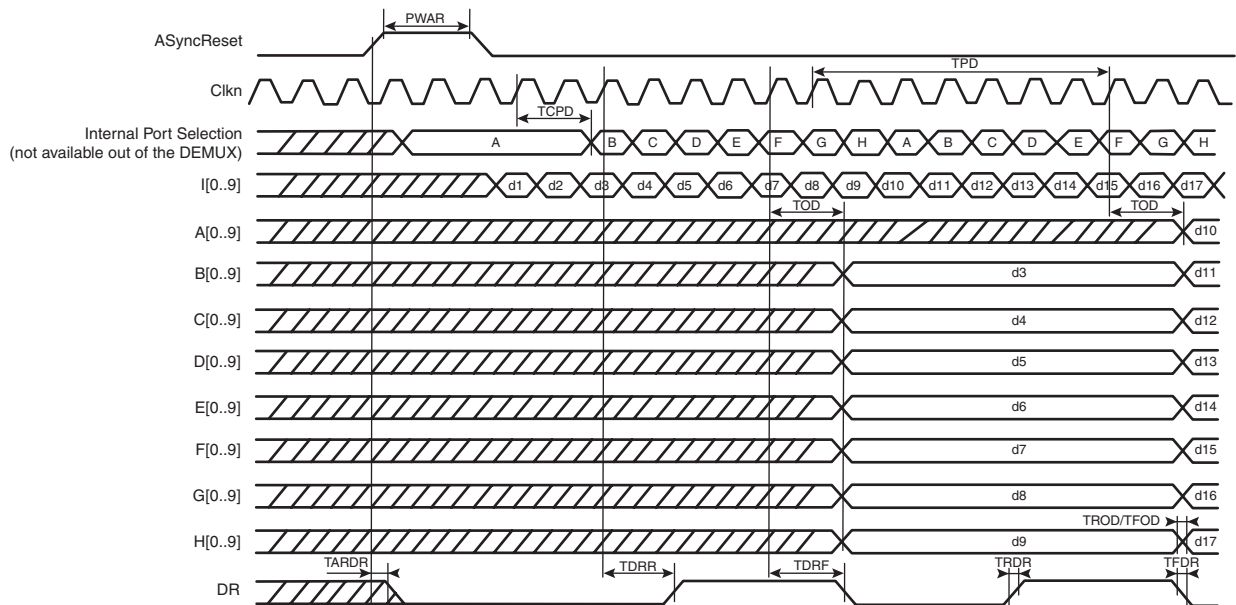 PWAR
ASyncReset
TPD
Clkn
TCPD
Internal Port Selection
(not available out of the DEMUX)
A B C D E F G H A B C D E F G H
I[0..9] d1 d2 d3 d4 d5 d6 d7 d8 d9 d10 d11 d12 d13 d14 d15 d16 d17
TOD TOD
A[0..9] d10
B[0..9] d3 d11
C[0..9] d4 d12
D[0..9] d5 d13
E[0..9] d6 d14
F[0..9] d7 d15
G[0..9] d8 d16
TROD/TFOD
H[0..9] d9 d17
TARDR TDRR TDRF TRDR TFDR
DR